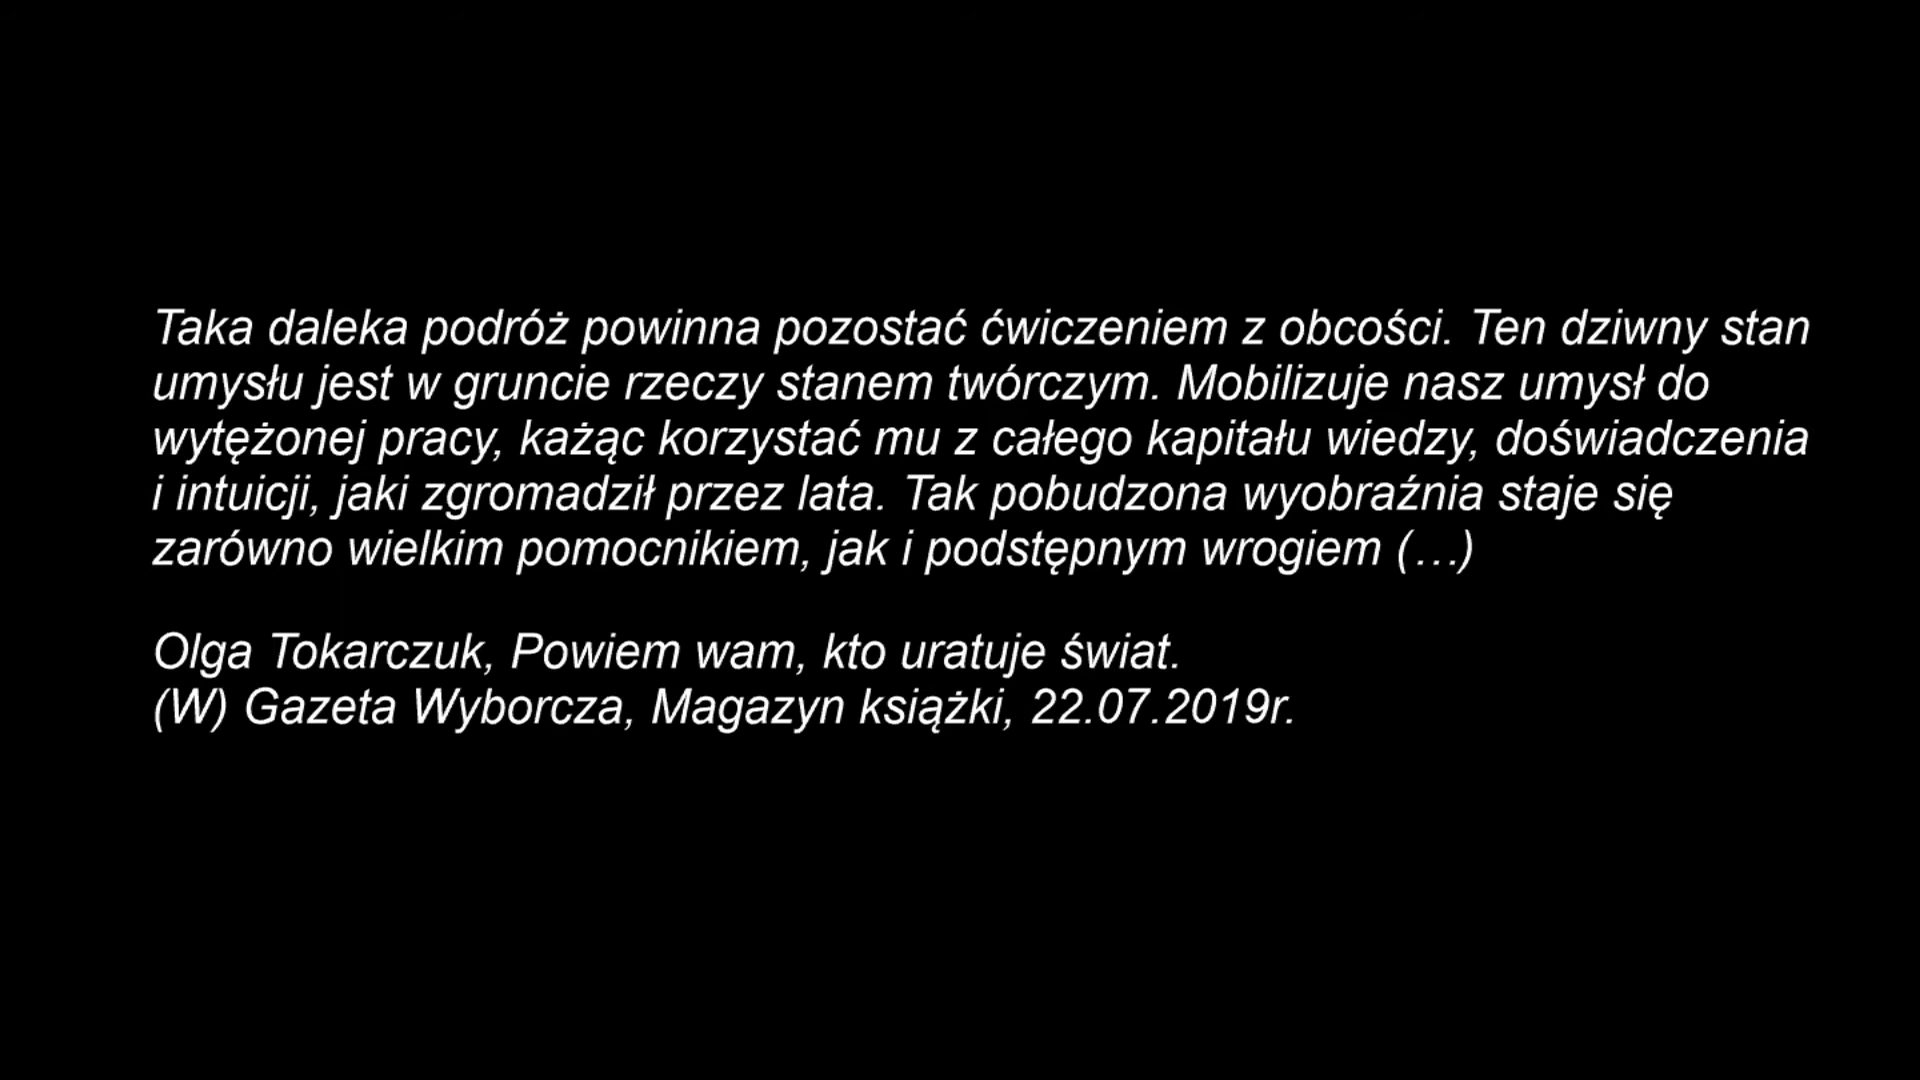 Taka daleka podróż powinna pozostać ćwiczeniem z obcości. Ten dziwny stan
umysłu jest w gruncie rzeczy stanem twórczym. Mobilizuje nasz umysł do
wytężonej pracy, każąc korzystać mu z całego kapitału wiedzy, doświadczenia
i intuicji, jaki zgromadził przez lata. Tak pobudzona wyobraźnia staje się
zarówno wielkim pomocnikiem, jak i podstępnym wrogiem (…)
Olga Tokarczuk, Powiem wam, kto uratuje świat.
(W) Gazeta Wyborcza, Magazyn książki, 22.07.2019r.